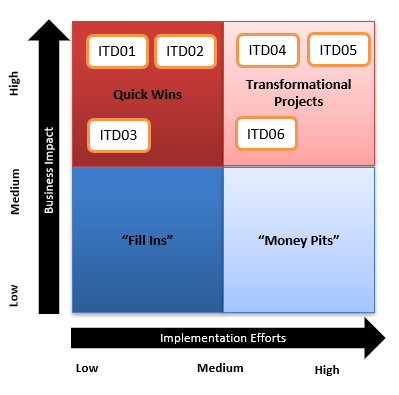 ITD01 ITD02 ITD04 ITD05
Quick Wins
Transformational
Projects
ITD03 ITD06
“Fill Ins” “Money Pits”
High
Medium
Low
Business Impact
Implementation Efforts
Low Medium High